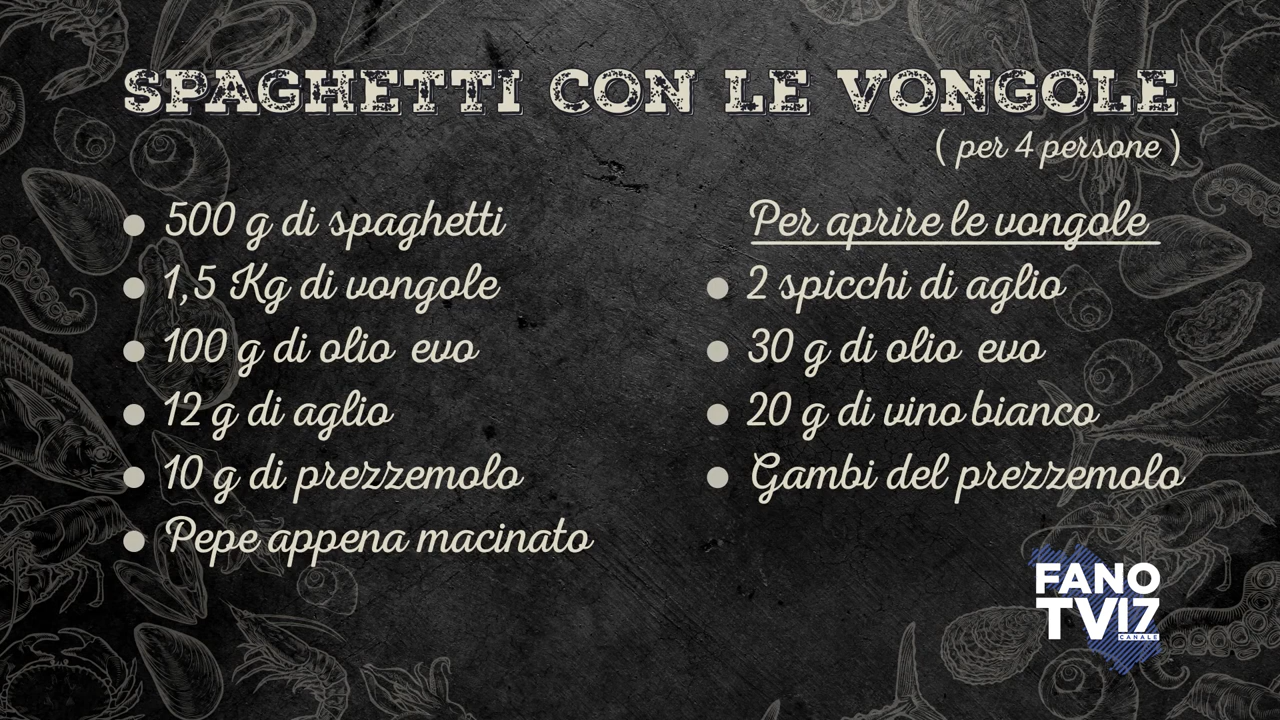 SPAGHETTI CON LE VONGOLE
( per 4 persone )
500 g di spaghetti
1,5 Kg di vongole
100 g di olio evo
12 g di aglio
10 g di prezzemolo
Pepe appena macinato
Per aprire le vongole
2 spicchi di aglio
30 g di olio evo
20 g di vino bianco
Gambi del prezzemolo
FANO
TV17
CANALE